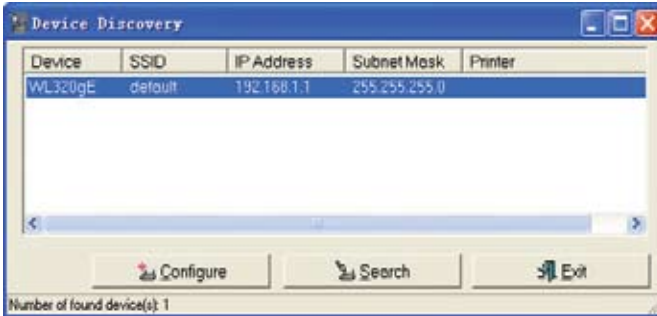 Device Discovery
Device SSID IP Address Subnet Mask Printer
WL320gE default 192.168.1.1 255.255.255.0
Configure Search Exit
Number of found device(s): 1